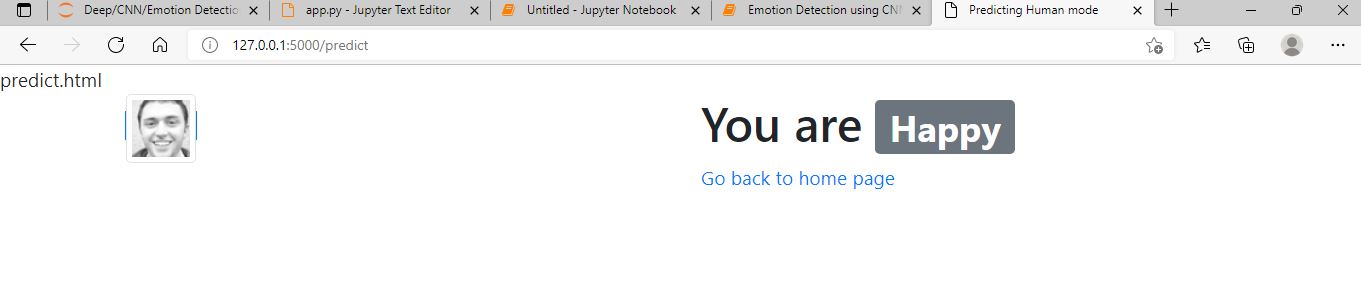 Deep/CNN/Emotion Detectio
app.py - Jupyter Text Editor
Untitled - Jupyter Notebook
Emotion Detection using CN
Predicting Human mode
127.0.0.1:5000/predict
predict.html
You are Happy
Go back to home page